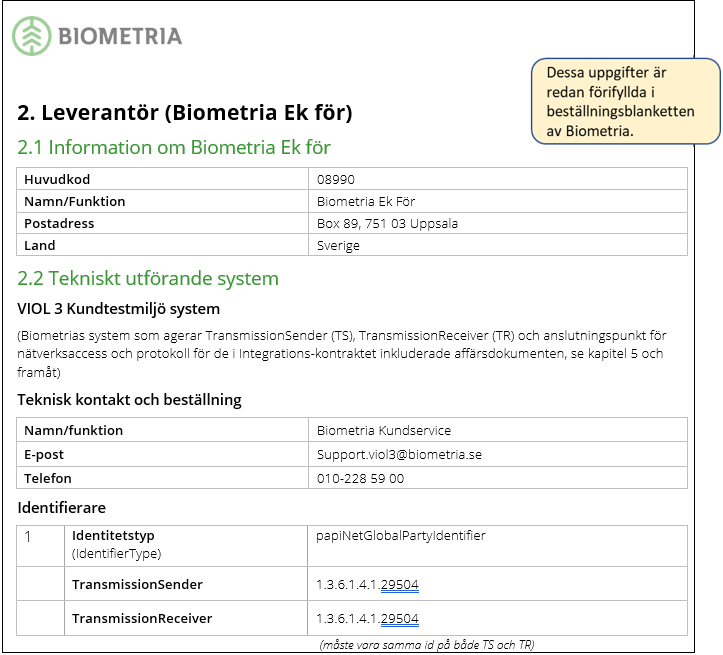 BIOMETRIA
Dessa uppgifter är
redan förifyllda i
beställningsblanketten
av Biometria.
2. Leverantör (Biometria Ek för)
2.1 Information om Biometria Ek för
Huvudkod 08990
Namn/Funktion Biometria Ek För
Postadress Box 89, 751 03 Uppsala
Land Sverige
2.2 Tekniskt utförande system
VIOL 3 Kundtestmiljö system
(Biometrias system som agerar TransmissionSender (TS), TransmissionReceiver (TR) och anslutningspunkt för
nätverksaccess och protokoll för de i Integrations-kontraktet inkluderade affärsdokumenten, se kapitel 5 och
framåt)
Teknisk kontakt och beställning
Namn/funktion Biometria Kundservice
E-post Support.viol3@biometria.se
Telefon 010-228 59 00
Identifierare
1 Identitetstyp papiNetGlobalPartyIdentifier
(IdentifierType)
TransmissionSender 1.3.6.1.4.1.29504
TransmissionReceiver 1.3.6.1.4.1.29504
(måste vara samma id på både TS och TR)